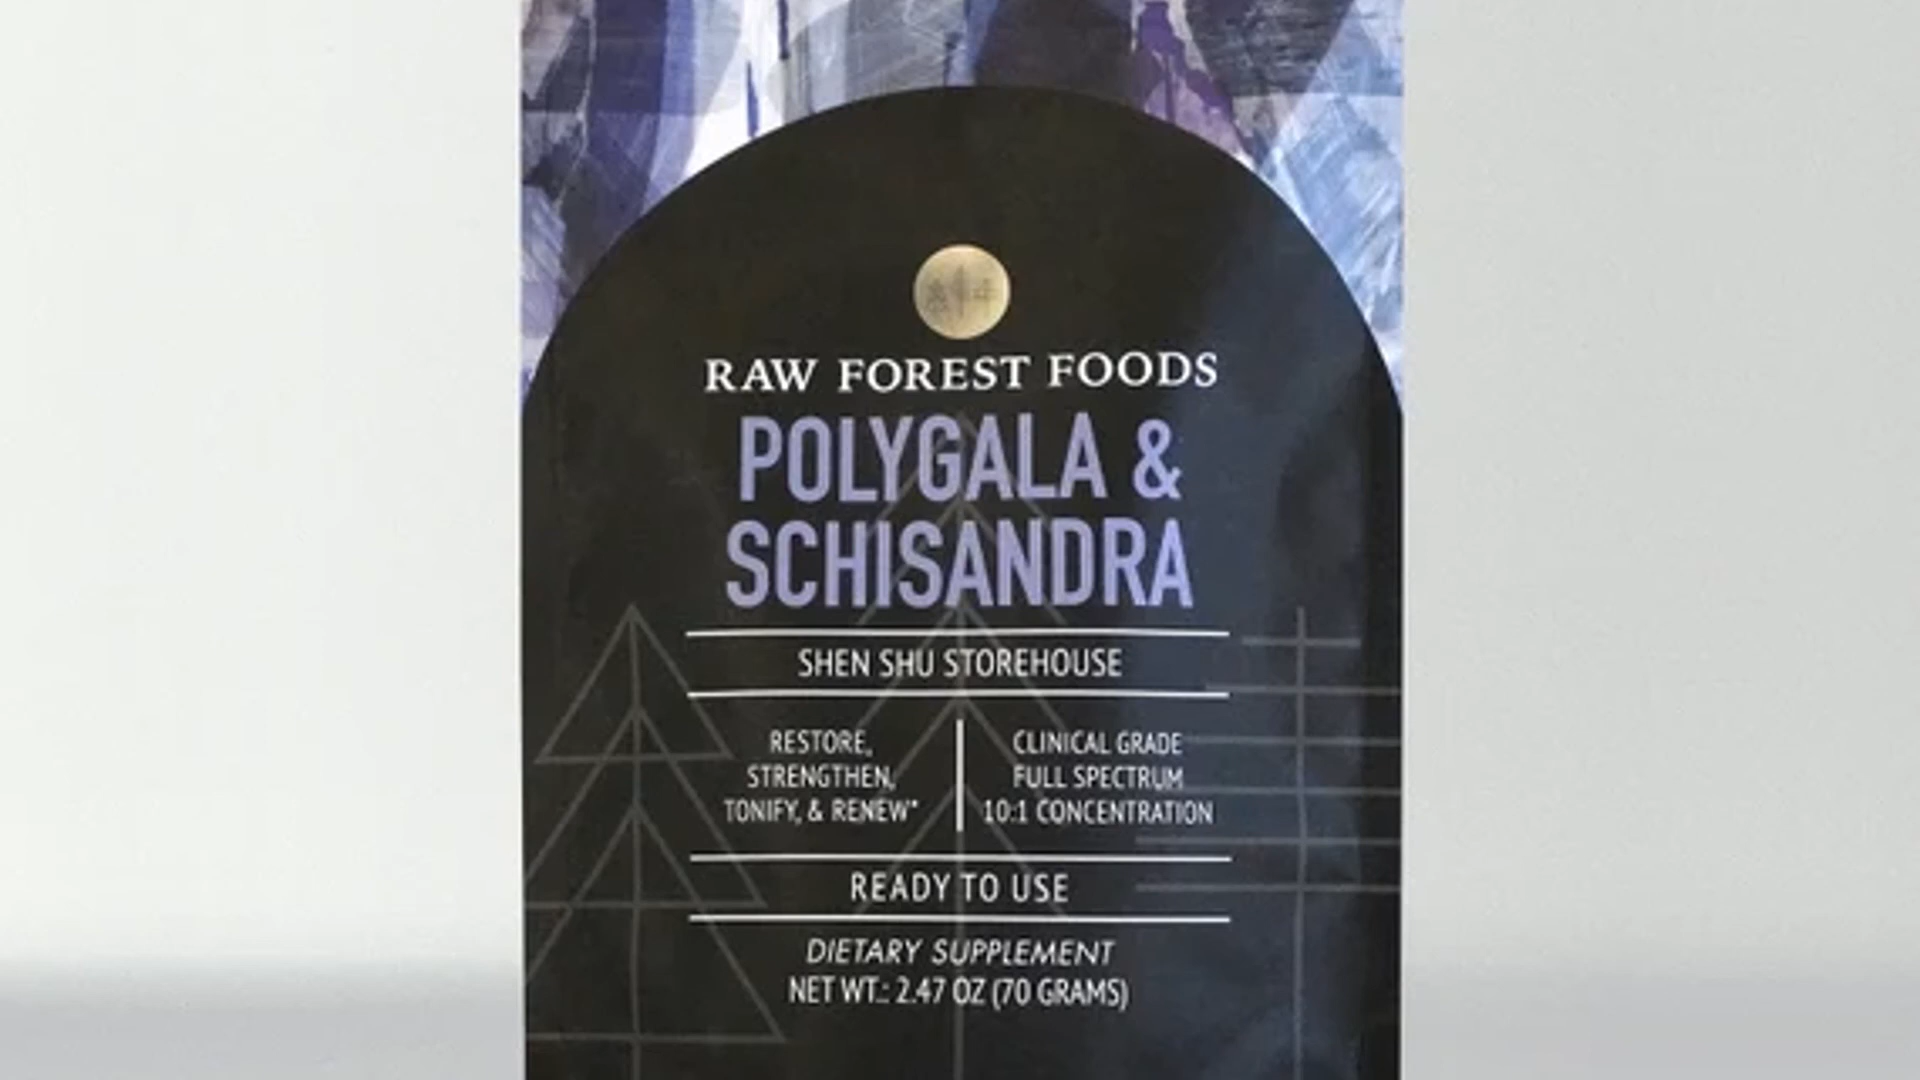 RAW FOREST FOODS
POLYGALA &
SCHISANDRA
SHEN SHU STOREHOUSE
RESTORE,
STRENGTHEN,
TONIFY, & RENEW*
CLINICAL GRADE
FULL SPECTRUM
10:1 CONCENTRATION
READY TO USE
DIETARY SUPPLEMENT
NET WT.: 2.47 OZ (70 GRAMS)